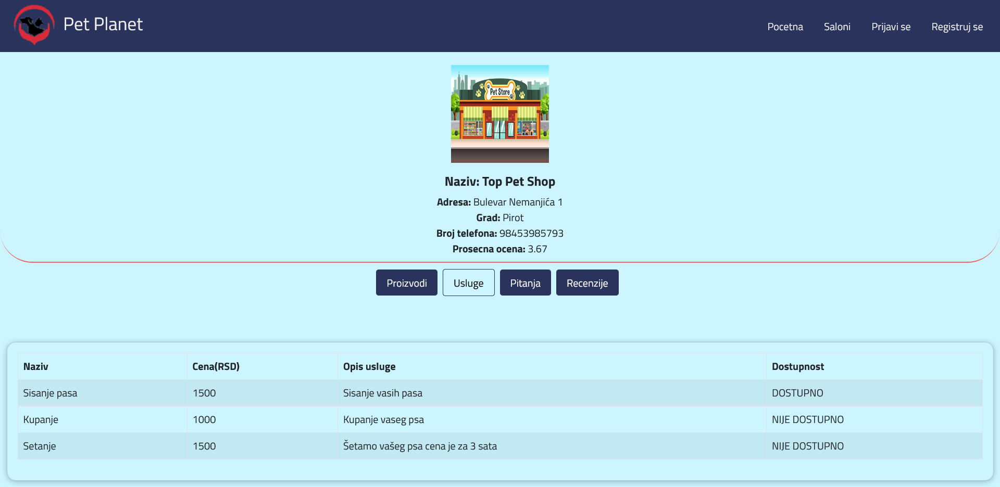 Pet Planet
Pocetna Saloni Prijavi se Registruj se
Pet Store
Naziv: Top Pet Shop
Adresa: Bulevar Nemanjića 1
Grad: Pirot
Broj telefona: 98453985793
Prosecna ocena: 3.67
Proizvodi Usluge Pitanja Recenzije
Naziv Cena(RSD) Opis usluge Dostupnost
Sisanje pasa 1500 Sisanje vasih pasa DOSTUPNO
Kupanje 1000 Kupanje vaseg psa NIJE DOSTUPNO
Setanje 1500 Šetamo vašeg psa cena je za 3 sata NIJE DOSTUPNO